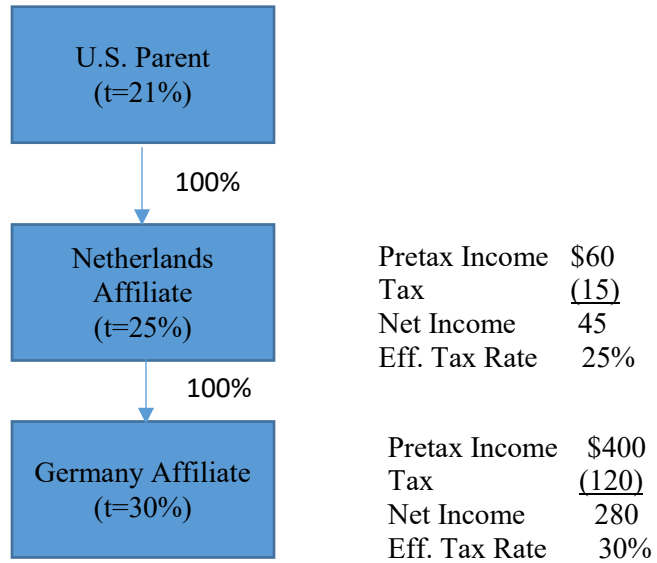 U.S. Parent
(t=21%)
100%
Netherlands
Affiliate
(t=25%)
Pretax Income $60
Tax (15)
Net Income 45
Eff. Tax Rate 25%
100%
Germany Affiliate
(t=30%)
Pretax Income $400
Tax (120)
Net Income 280
Eff. Tax Rate 30%